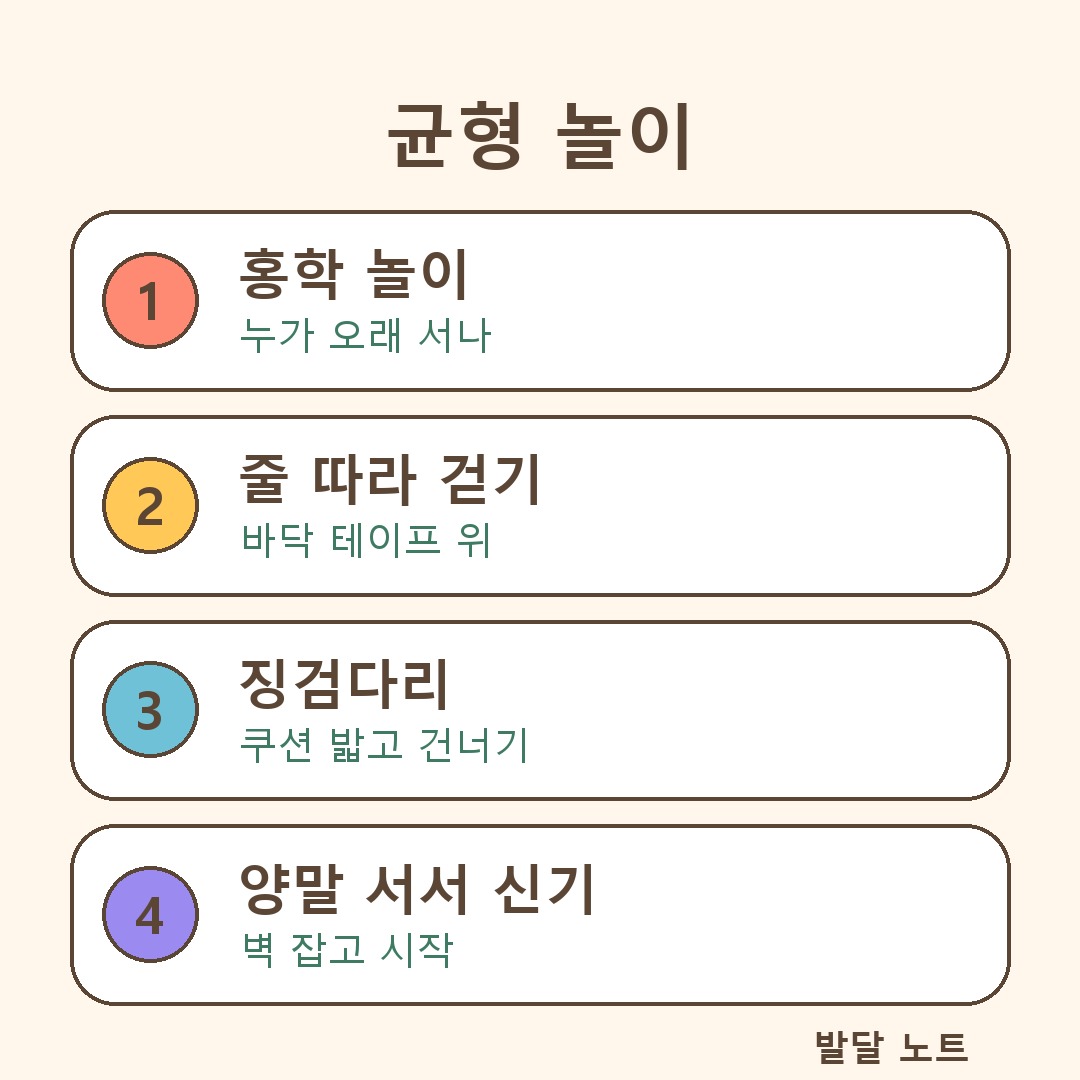 균형 놀이
1
홍학 놀이
누가 오래 서나
2
줄 따라 걷기
바닥 테이프 위
3
징검다리
쿠션 밟고 건너기
4
양말 서서 신기
벽 잡고 시작
발달 노트